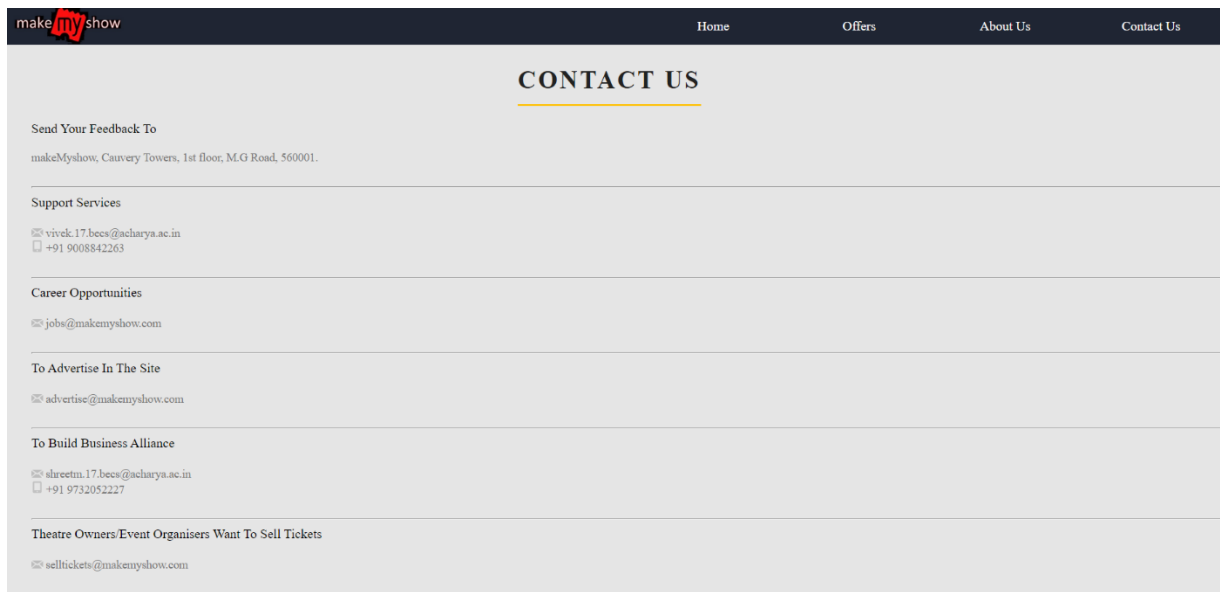 make my show
Home Offers About Us Contact Us
CONTACT US
Send Your Feedback To
makeMyshow, Cauvery Towers, 1st floor, M.G Road, 560001.
Support Services
vivek.17.becs@acharya.ac.in
+91 9008842263
Career Opportunities
jobs@makemyshow.com
To Advertise In The Site
advertise@makemyshow.com
To Build Business Alliance
shreetm.17.becs@acharya.ac.in
+91 9732052227
Theatre Owners/Event Organisers Want To Sell Tickets
selltickets@makemyshow.com